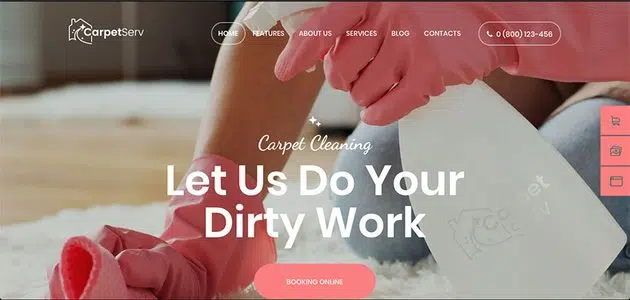 CarpetServ
HOME FEATURES ABOUT US SERVICES BLOG CONTACTS 0 (800) 123-456
Carpet Cleaning
Let Us Do Your
Dirty Work
BOOKING ONLINE